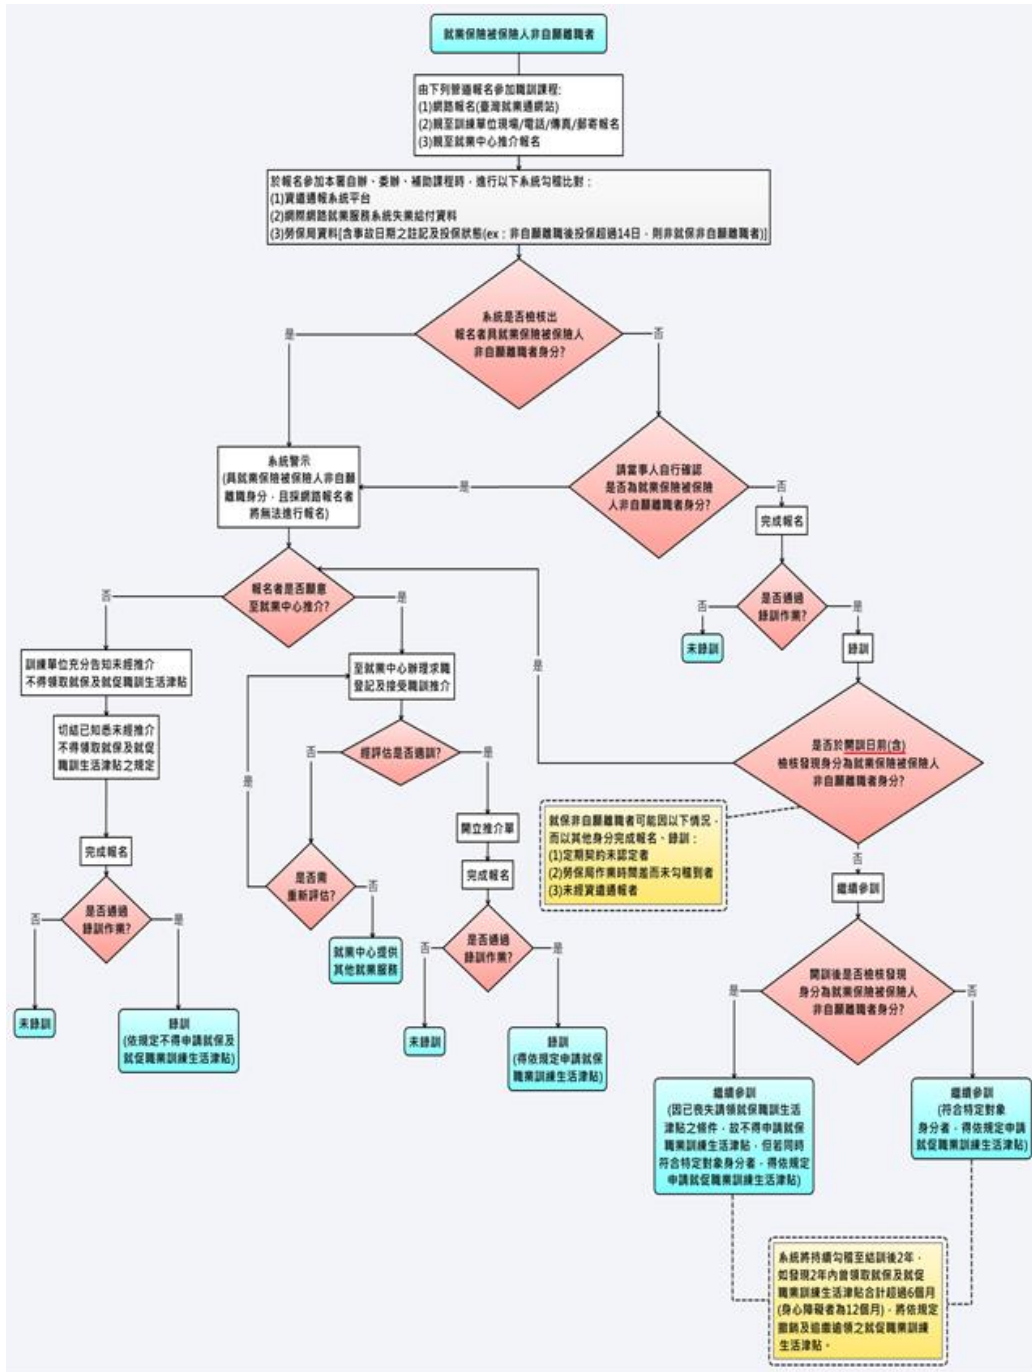 就業保險被保險人非自願離職者
由下列管道報名參加職訓課程:
(1)網路報名(臺灣就業通網站)
(2)親至訓練單位現場/電話/傳真/郵寄報名
(3)親至就業中心推介報名
於報名參加本署自辦、委辦、補助課程時，進行以下系統勾稽比對：
(1)資遣通報系統平台
(2)網際網路就業服務系統失業給付資料
(3)勞保局資料[含事故日期之註記及投保狀態(ex：非自願離職後投保超過14日，則非就保非自願離職者)]
系統是否檢核出
報名者具就業保險被保險人
非自願離職者身分?
是
否
系統警示
(具就業保險被保險人非自願
離職身分，且採網路報名者
將無法進行報名)
請當事人自行確認
是否為就業保險被保險
人非自願離職者身分?
是
否
完成報名
是否通過
錄訓作業?
否
是
未錄訓
錄訓
報名者是否願意
至就業中心推介?
否
是
訓練單位充分告知未經推介
不得領取就保及就促職訓生活津貼
切結已知悉未經推介
不得領取就保及就促
職訓生活津貼之規定
完成報名
是否通過
錄訓作業?
否
是
未錄訓
錄訓
(依規定不得申請就保及
就促職業訓練生活津貼)
至就業中心辦理求職
登記及接受職訓推介
經評估是否適訓?
否
是
是
是否需
重新評估?
否
就業中心提供
其他就業服務
開立推介單
完成報名
是否通過
錄訓作業?
否
是
未錄訓
錄訓
(得依規定申請就保
職業訓練生活津貼)
是
是否於開訓日前(含)
檢核發現身分為就業保險被保險人
非自願離職者身分?
就保非自願離職者可能因以下情況，
而以其他身分完成報名、錄訓：
(1)定期契約未認定者
(2)勞保局作業時間差而未勾稽到者
(3)未經資遣通報者
否
繼續參訓
開訓後是否檢核發現
身分為就業保險被保險人
非自願離職者身分?
是
否
繼續參訓
(因已喪失請領就保職訓生活
津貼之條件，故不得申請就保
職業訓練生活津貼，但若同時
符合特定對象身分者，得依規定
申請就促職業訓練生活津貼)
繼續參訓
(符合特定對象
身分者，得依規定申請
就促職業訓練生活津貼)
系統將持續勾稽至結訓後2年，
如發現2年內曾領取就保及就促
職業訓練生活津貼合計超過6個月
(身心障礙者為12個月)，將依規定
撤銷及追繳逾領之就促職業訓練
生活津貼。